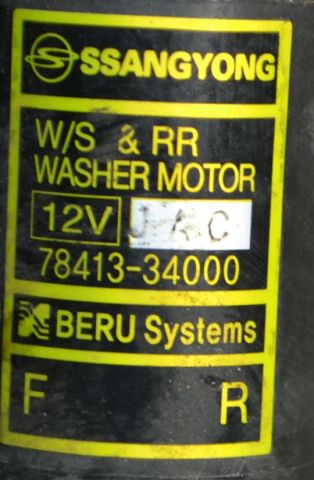 SSANGYONG
W/S & RR
WASHER MOTOR
12V J A C
78413-34000
BERU Systems
F R